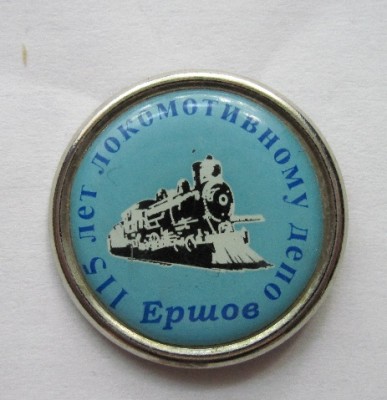 115 лет локомотивному депо
Ершов